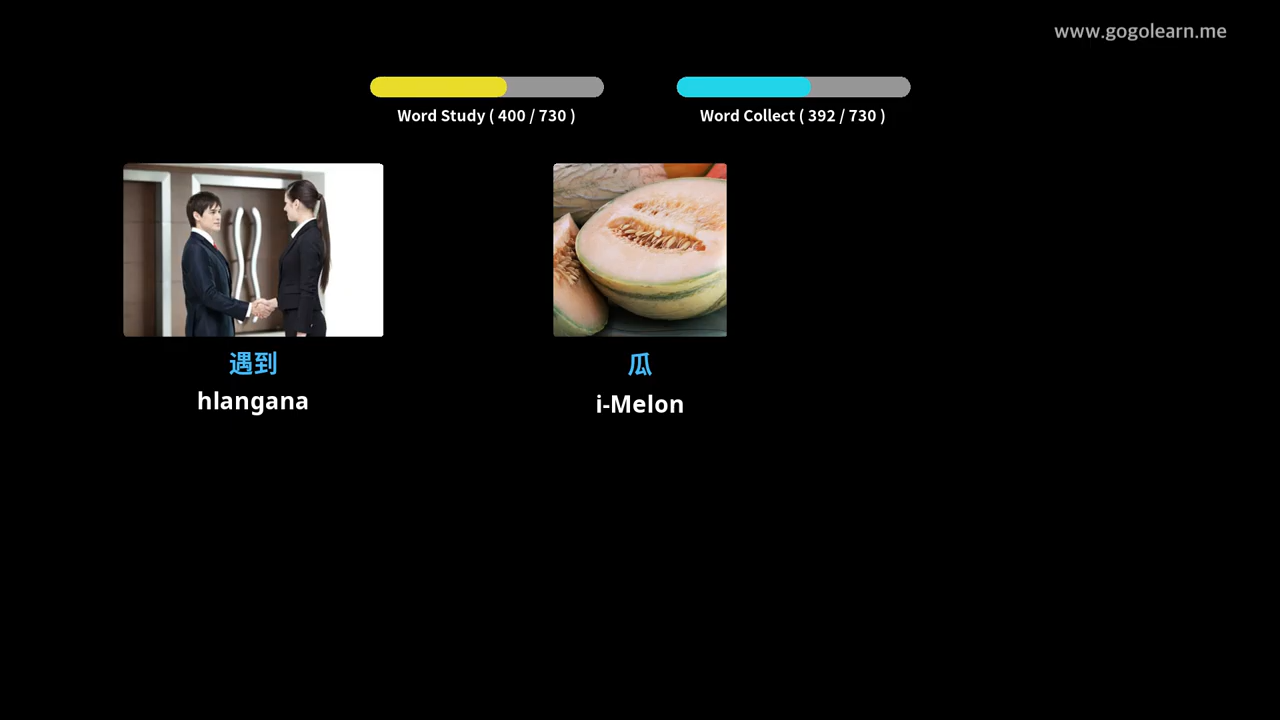 www.gogolearn.me
Word Study ( 400 / 730 )
Word Collect ( 392 / 730 )
遇到
hlangana
瓜
i-Melon